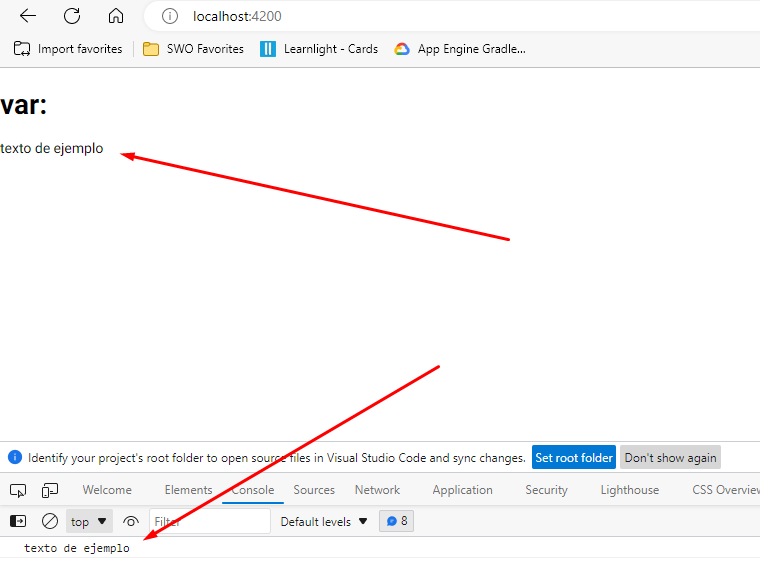 localhost:4200
Import favorites SWO Favorites Learnlight - Cards App Engine Gradle...
var:
texto de ejemplo
Identify your project's root folder to open source files in Visual Studio Code and sync changes. Set root folder Don't show again
Welcome Elements Console Sources Network Application Security Lighthouse CSS Overview
top Filter Default levels 8
texto de ejemplo